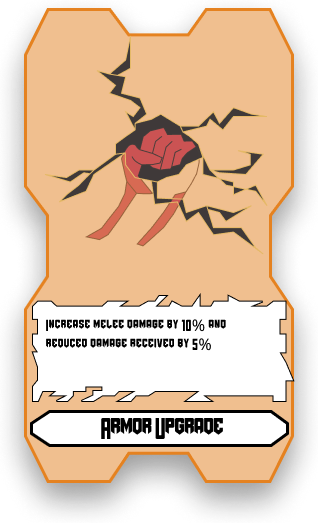 Increase melee damage by 10% and
reduced damage received by 5%
Armor Upgrade